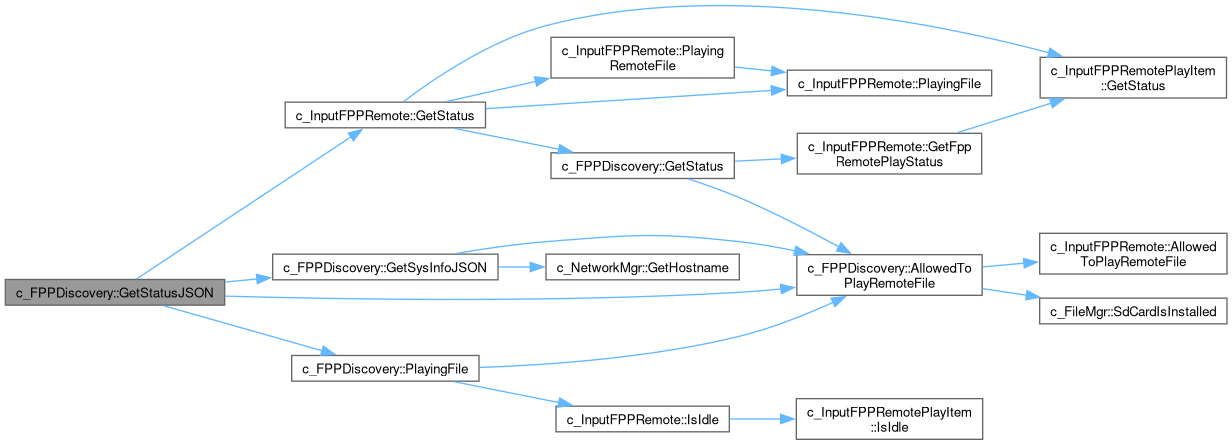 c_FPPDiscovery::GetStatusJSON
c_InputFPPRemote::GetStatus
c_FPPDiscovery::GetSysInfoJSON
c_FPPDiscovery::PlayingFile
c_InputFPPRemote::Playing
RemoteFile
c_FPPDiscovery::GetStatus
c_NetworkMgr::GetHostname
c_InputFPPRemote::IsIdle
c_InputFPPRemote::PlayingFile
c_InputFPPRemote::GetFpp
RemotePlayStatus
c_FPPDiscovery::AllowedTo
PlayRemoteFile
c_InputFPPRemotePlayItem
::IsIdle
c_InputFPPRemotePlayItem
::GetStatus
c_InputFPPRemote::Allowed
ToPlayRemoteFile
c_FileMgr::SdCardIsInstalled